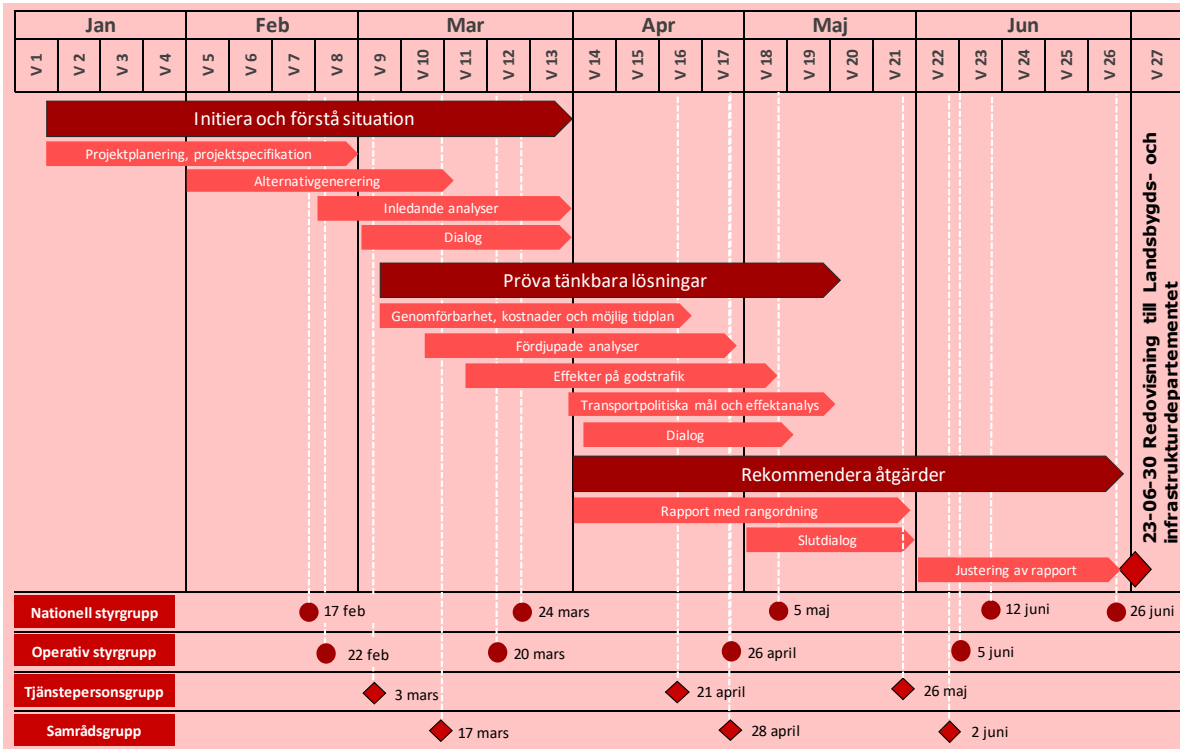 Jan Feb Mar Apr Maj Jun
V 1 V 2 V 3 V 4 V 5 V 6 V 7 V 8 V 9 V 10 V 11 V 12 V 13 V 14 V 15 V 16 V 17 V 18 V 19 V 20 V 21 V 22 V 23 V 24 V 25 V 26 V 27
Initiera och förstå situation
Projektplanering, projektspecifikation
Alternativgenerering
Inledande analyser
Dialog
Pröva tänkbara lösningar
Genomförbarhet, kostnader och möjlig tidplan
Fördjupade analyser
Effekter på godstrafik
Transportpolitiska mål och effektanalys
Dialog
Rekommendera åtgärder
Rapport med rangordning
Slutdialog
Justering av rapport
23-06-30 Redovisning till Landsbygds- och
infrastrukturdepartementet
Nationell styrgrupp 17 feb 24 mars 5 maj 12 juni 26 juni
Operativ styrgrupp 22 feb 20 mars 26 april 5 juni
Tjänstepersonsgrupp 3 mars 21 april 26 maj
Samrådsgrupp 17 mars 28 april 2 juni